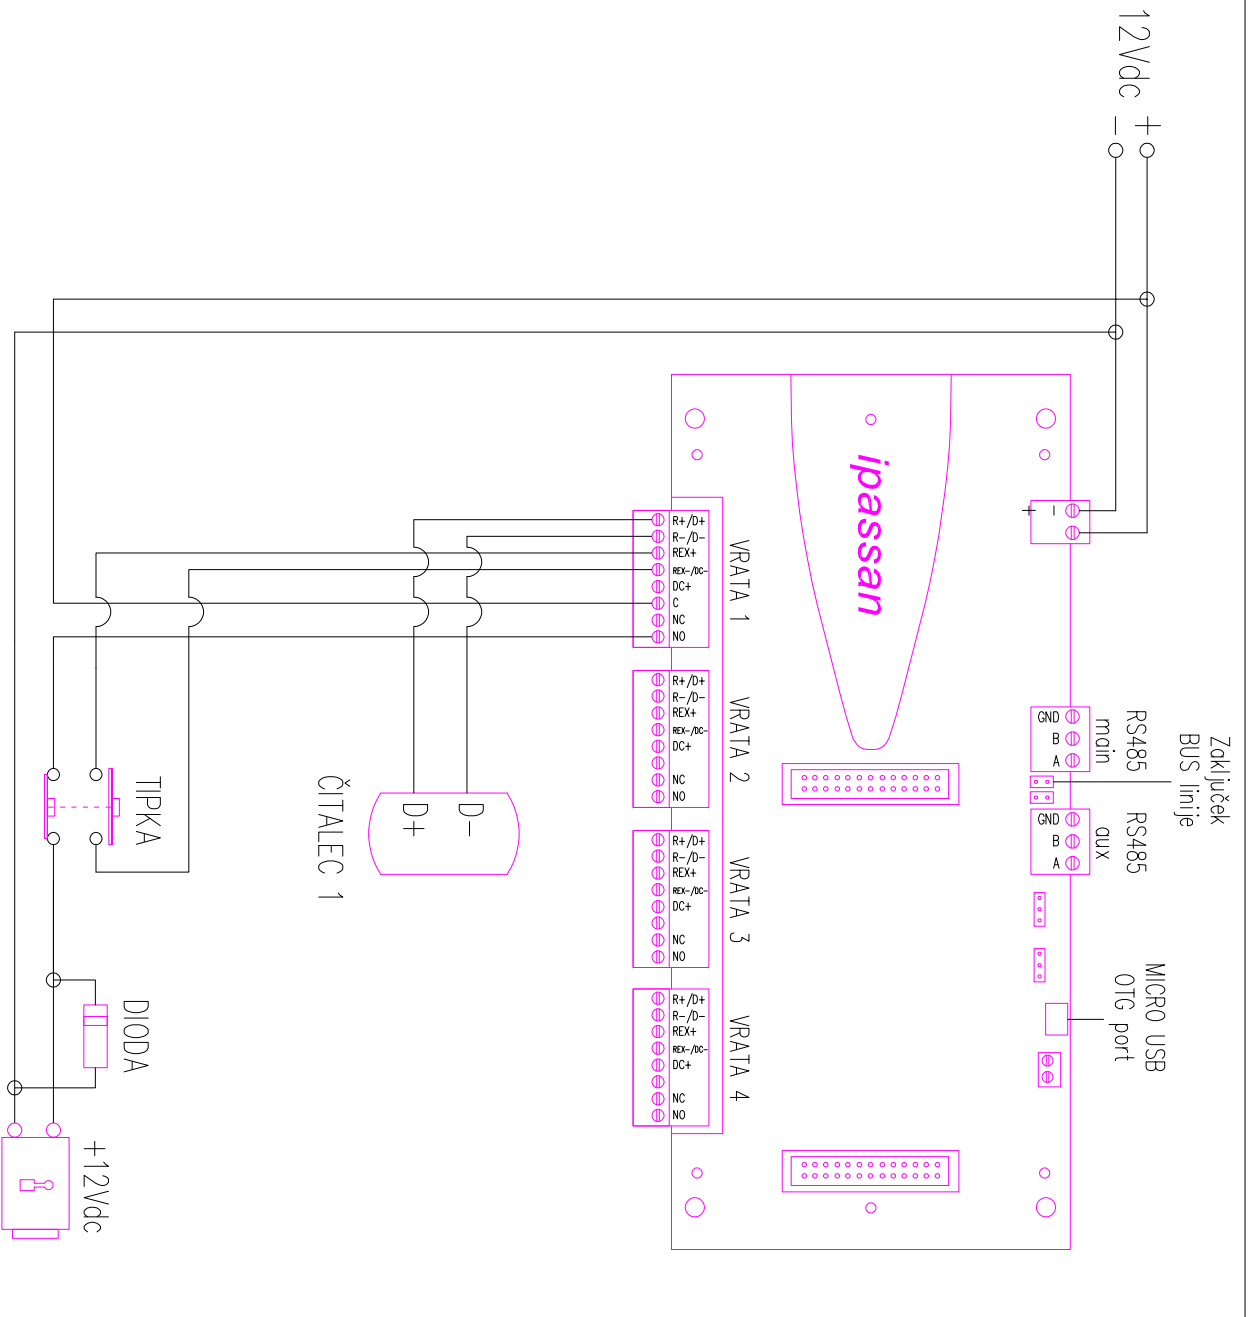 12Vdc
+
-
ipassan
+ -
GND
B
A
RS485
main
Zaključek
BUS linije
GND
B
A
RS485
aux
MICRO USB
OTG port
R+/D+
R-/D-
REX+
REX-/DC-
DC+
C
NC
NO
VRATA 1
R+/D+
R-/D-
REX+
REX-/DC-
DC+
NC
NO
VRATA 2
R+/D+
R-/D-
REX+
REX-/DC-
DC+
NC
NO
VRATA 3
R+/D+
R-/D-
REX+
REX-/DC-
DC+
NC
NO
VRATA 4
D-
D+
ČITALEC 1
TIPKA
DIODA
+12Vdc